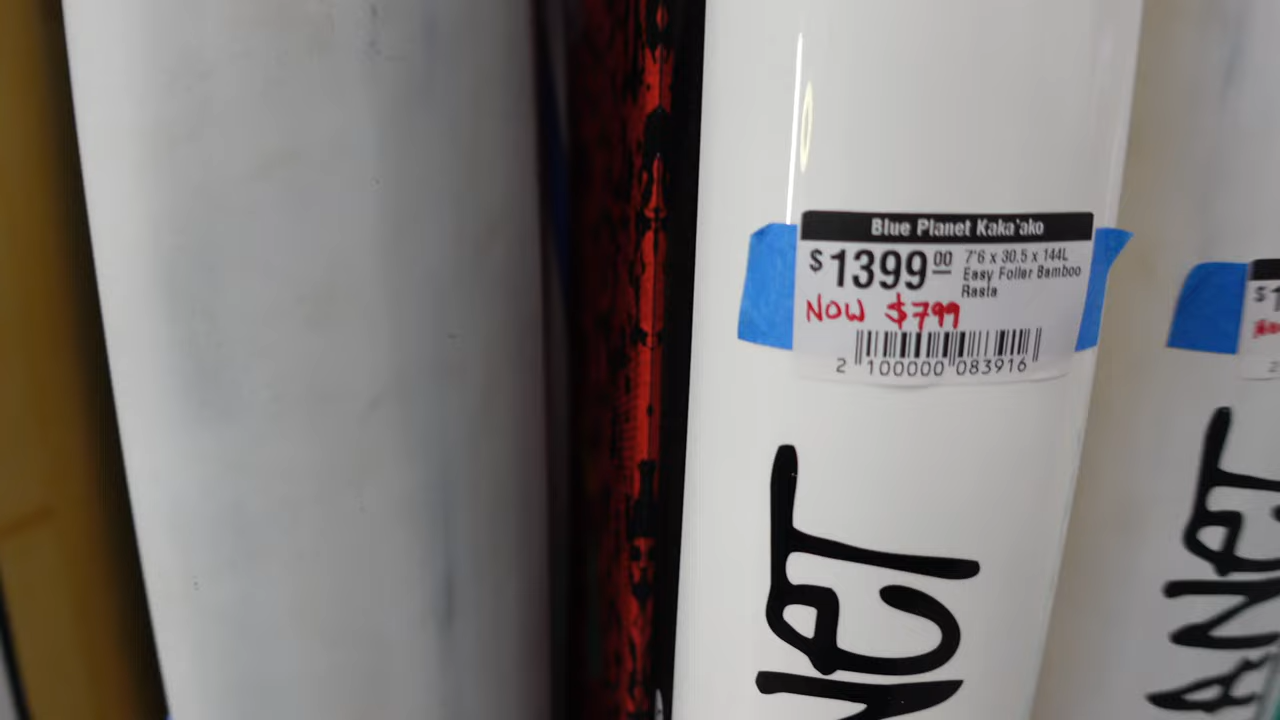 Blue Planet Kaka'ako
$1399.00 7'6 x 30.5 x 144L
Easy Foiler Bamboo
Rasta
NOW $799
2 100000 083916
NET
ANET